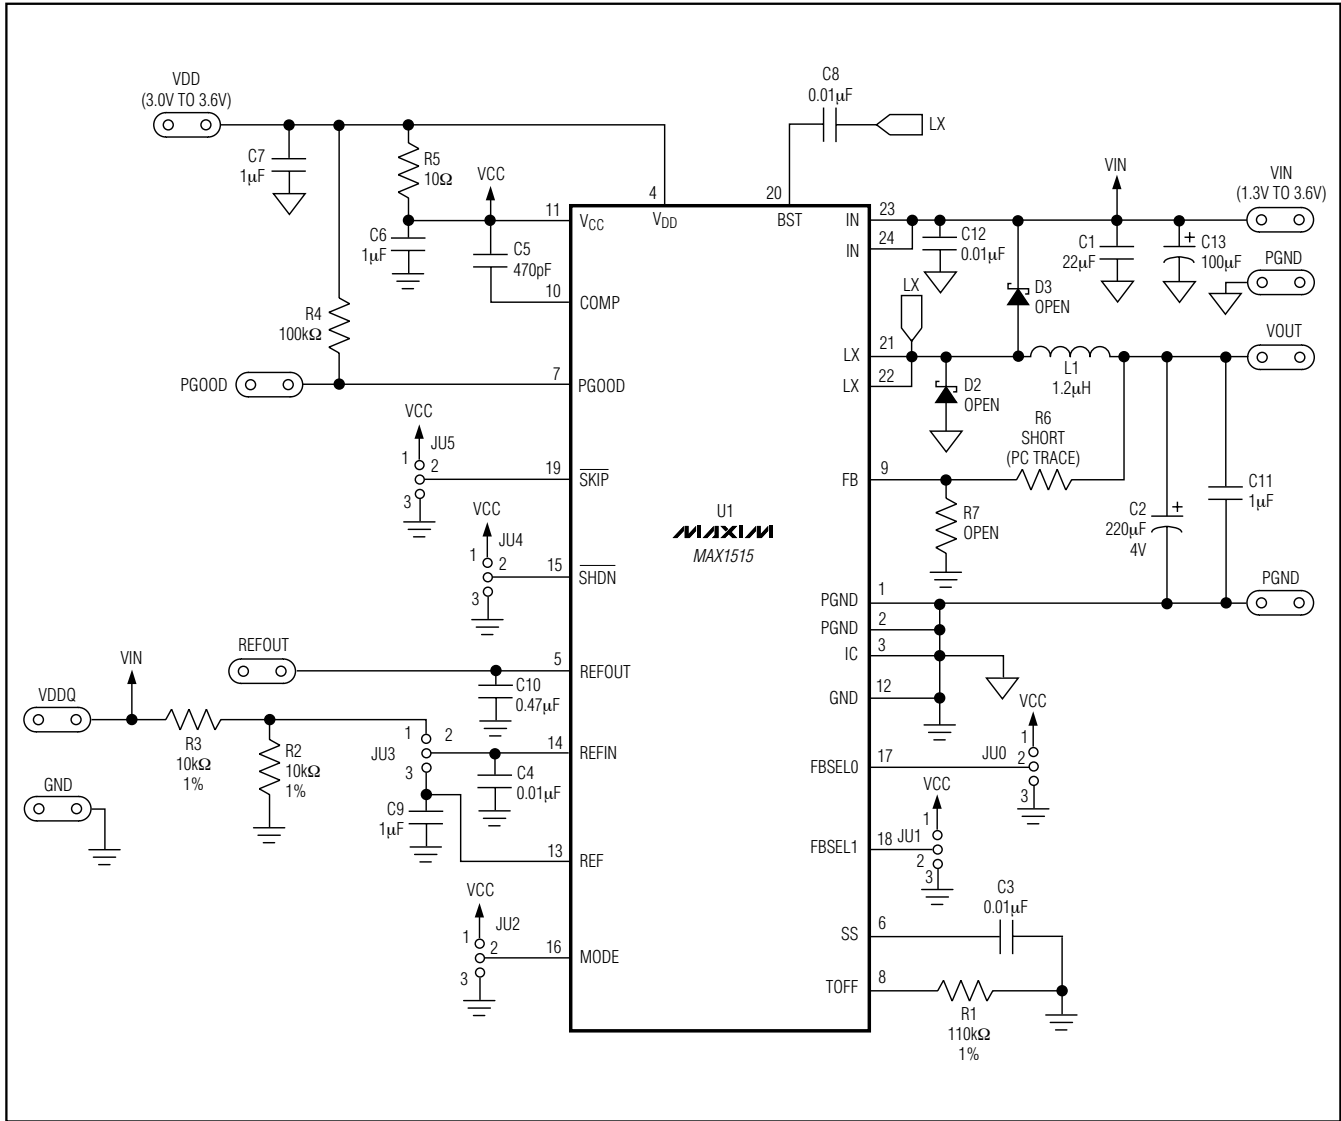 VDD
(3.0V TO 3.6V)
C7
1µF
R5
10Ω
VCC
C6
1µF
C5
470pF
R4
100kΩ
PGOOD
C8
0.01µF
LX
4
VDD
20
BST
11
VCC
10
COMP
7
PGOOD
VCC
JU5
1
2
3
19
SKIP
VCC
JU4
1
2
3
15
SHDN
REFOUT
5
REFOUT
C10
0.47µF
VIN
VDDQ
R3
10kΩ
1%
R2
10kΩ
1%
GND
JU3
1
2
3
14
REFIN
C4
0.01µF
C9
1µF
13
REF
VCC
JU2
1
2
3
16
MODE
U1
MAXIM
MAX1515
IN
23
IN
24
C12
0.01µF
VIN
VIN
(1.3V TO 3.6V)
C1
22µF
C13
+
100µF
PGND
D3
OPEN
LX
LX
21
LX
22
D2
OPEN
L1
1.2µH
VOUT
R6
SHORT
(PC TRACE)
FB
9
R7
OPEN
C2
+
220µF
4V
C11
1µF
PGND
PGND
1
PGND
2
IC
3
GND
12
FBSEL0
17
VCC
JU0
1
2
3
FBSEL1
18
VCC
JU1
1
2
3
C3
0.01µF
SS
6
TOFF
8
R1
110kΩ
1%